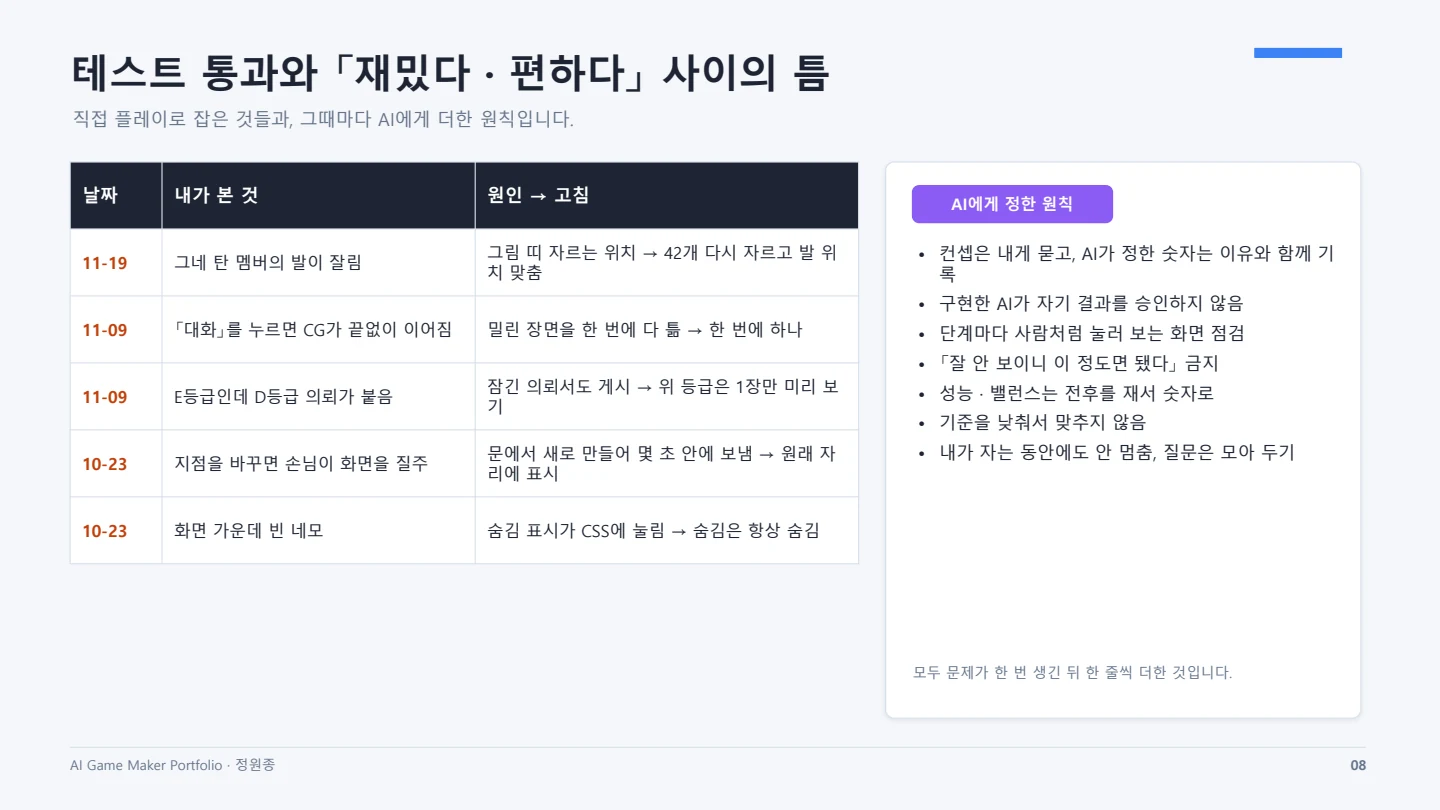 테스트 통과와 「재밌다 · 편하다」 사이의 틈
직접 플레이로 잡은 것들과, 그때마다 AI에게 더한 원칙입니다.
날짜
내가 본 것
원인 → 고침
11-19
그네 탄 멤버의 발이 잘림
그림 띠 자르는 위치 → 42개 다시 자르고 발 위
치 맞춤
11-09
「대화」를 누르면 CG가 끝없이 이어짐
밀린 장면을 한 번에 다 틂 → 한 번에 하나
11-09
E등급인데 D등급 의뢰가 붙음
잠긴 의뢰서도 게시 → 위 등급은 1장만 미리 보
기
10-23
지점을 바꾸면 손님이 화면을 질주
문에서 새로 만들어 몇 초 안에 보냄 → 원래 자
리에 표시
10-23
화면 가운데 빈 네모
숨김 표시가 CSS에 눌림 → 숨김은 항상 숨김
AI에게 정한 원칙
• 컨셉은 내게 묻고, AI가 정한 숫자는 이유와 함께 기
록
• 구현한 AI가 자기 결과를 승인하지 않음
• 단계마다 사람처럼 눌러 보는 화면 점검
• 「잘 안 보이니 이 정도면 됐다」 금지
• 성능 · 밸런스는 전후를 재서 숫자로
• 기준을 낮춰서 맞추지 않음
• 내가 자는 동안에도 안 멈춤, 질문은 모아 두기
모두 문제가 한 번 생긴 뒤 한 줄씩 더한 것입니다.
AI Game Maker Portfolio · 정원종
08